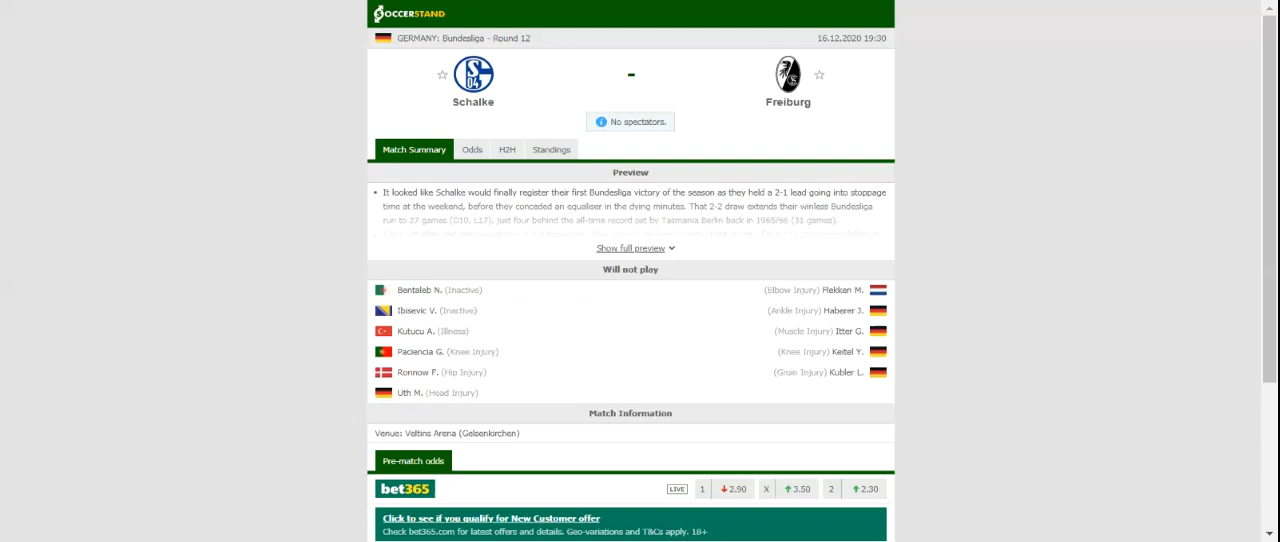 SOCCERSTAND
GERMANY: Bundesliga - Round 12
16.12.2020 19:30
-
Schalke
Freiburg
No spectators.
Match Summary
Odds
H2H
Standings
Preview
• It looked like Schalke would finally register their first Bundesliga victory of the season as they held a 2-1 lead going into stoppage
time at the weekend, before they conceded an equaliser in the dying minutes. That 2-2 draw extends their winless Bundesliga
run to 27 games (D10, L17), just four behind the all-time record set by Tasmania Berlin back in 1965/66 (31 games).
Show full preview
Will not play
Bentaleb N. (Inactive)
(Elbow Injury) Flekken M.
Ibisevic V. (Inactive)
(Ankle Injury) Haberer J.
Kutucu A. (Illness)
(Muscle Injury) Itter G.
Paciencia G. (Knee Injury)
(Knee Injury) Keitel Y.
Ronnow F. (Hip Injury)
(Groin Injury) Kubler L.
Uth M. (Head Injury)
Match Information
Venue: Veltins Arena (Gelsenkirchen)
Pre-match odds
bet365
LIVE
1 2.90
X 3.50
2 2.30
Click to see if you qualify for New Customer offer
Check bet365.com for latest offers and details. Geo-variations and T&Cs apply. 18+